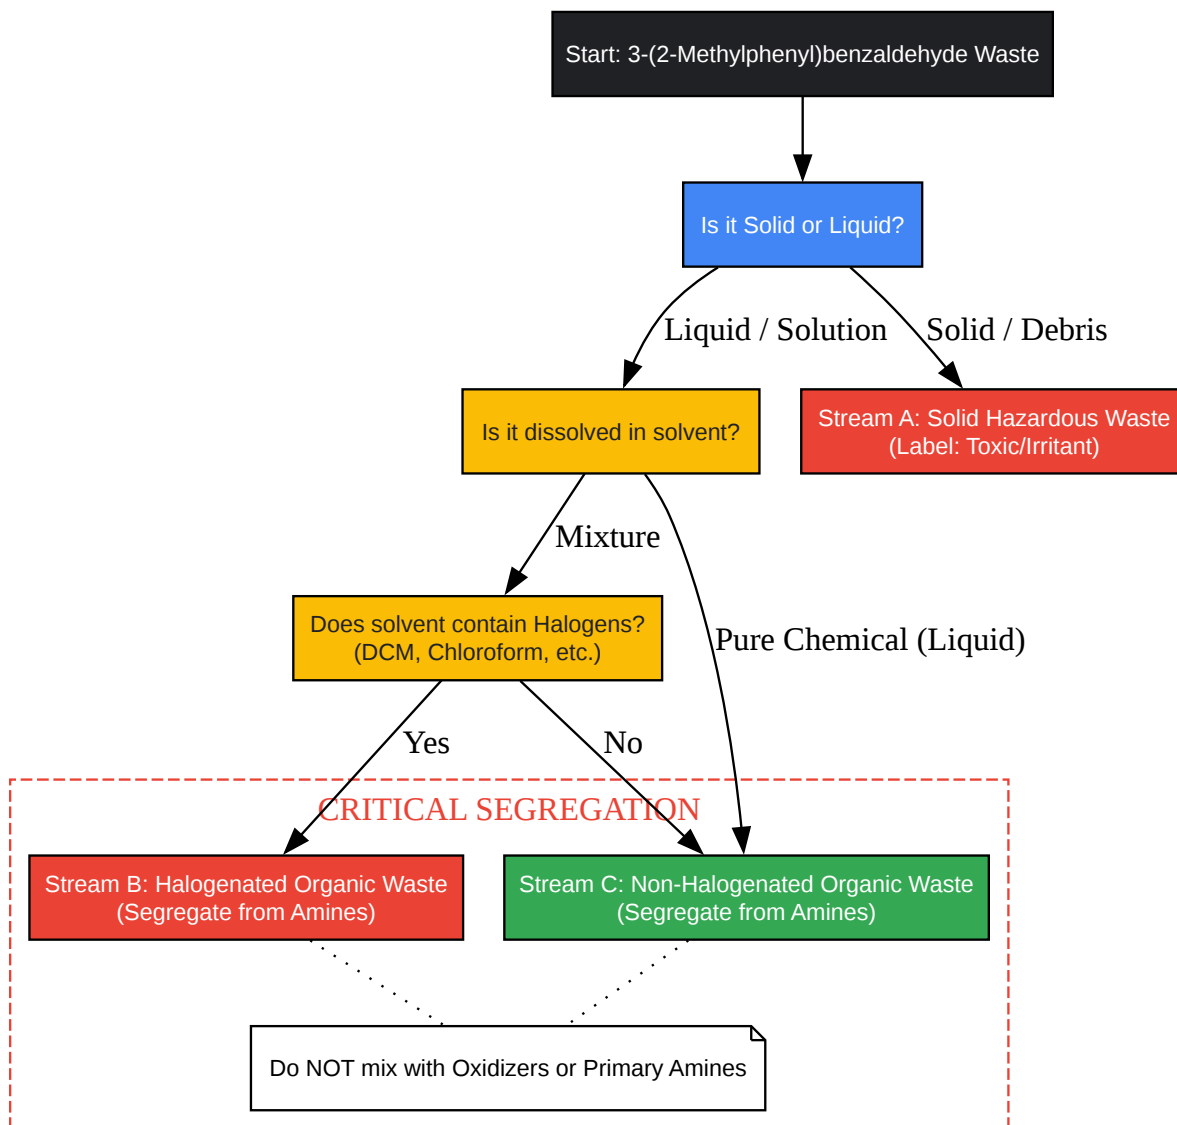 Start: 3-(2-Methylphenyl)benzaldehyde Waste
Is it Solid or Liquid?
Liquid / Solution
Solid / Debris
Is it dissolved in solvent?
Stream A: Solid Hazardous Waste
(Label: Toxic/Irritant)
Mixture
Does solvent contain Halogens?
(DCM, Chloroform, etc.)
Pure Chemical (Liquid)
Yes
No
CRITICAL SEGREGATION
Stream B: Halogenated Organic Waste
(Segregate from Amines)
Stream C: Non-Halogenated Organic Waste
(Segregate from Amines)
Do NOT mix with Oxidizers or Primary Amines